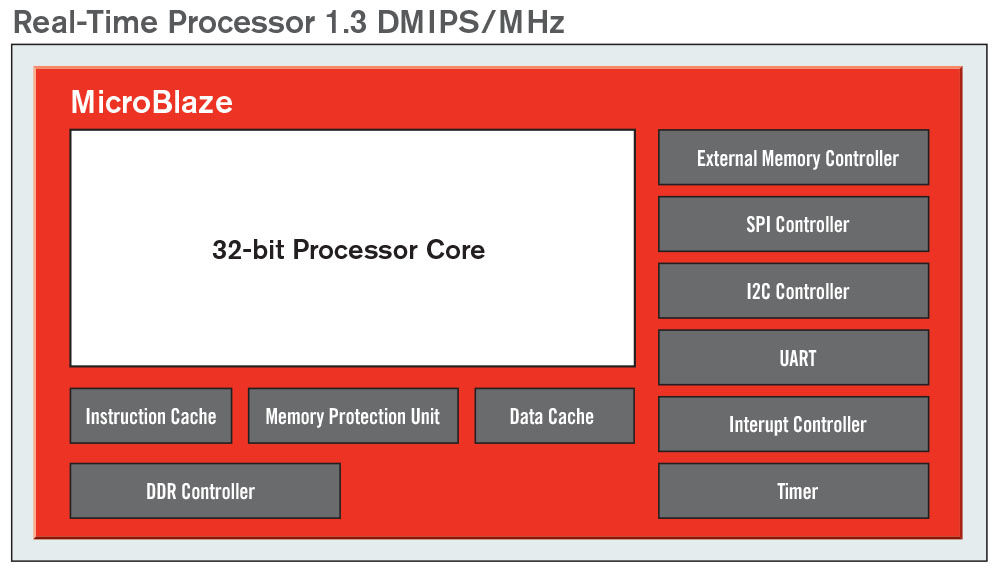 Real-Time Processor 1.3 DMIPS/MHz
MicroBlaze
32-bit Processor Core
External Memory Controller
SPI Controller
I2C Controller
UART
Interupt Controller
Timer
Instruction Cache
Memory Protection Unit
Data Cache
DDR Controller